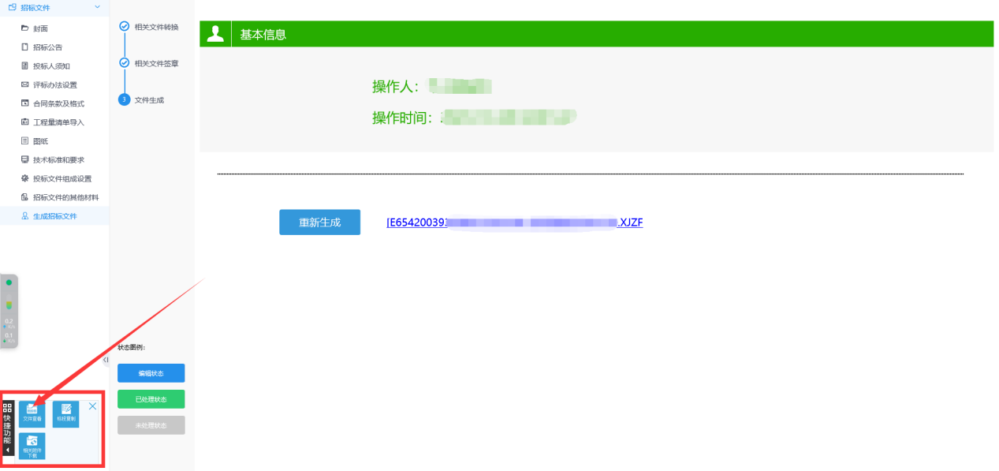 招标文件
封面
招标公告
投标人须知
评标办法设置
合同条款及格式
工程量清单导入
图纸
技术标准和要求
投标文件组成设置
招标文件的其他材料
生成招标文件
相关文件转换
相关文件签章
3 文件生成
基本信息
操作人：
操作时间：
重新生成
[E65420039
.XJZF
0.2
0.1
状态图例：
编辑状态
已处理状态
未处理状态
快捷功能
文件查看
标段复制
相关附件
下载